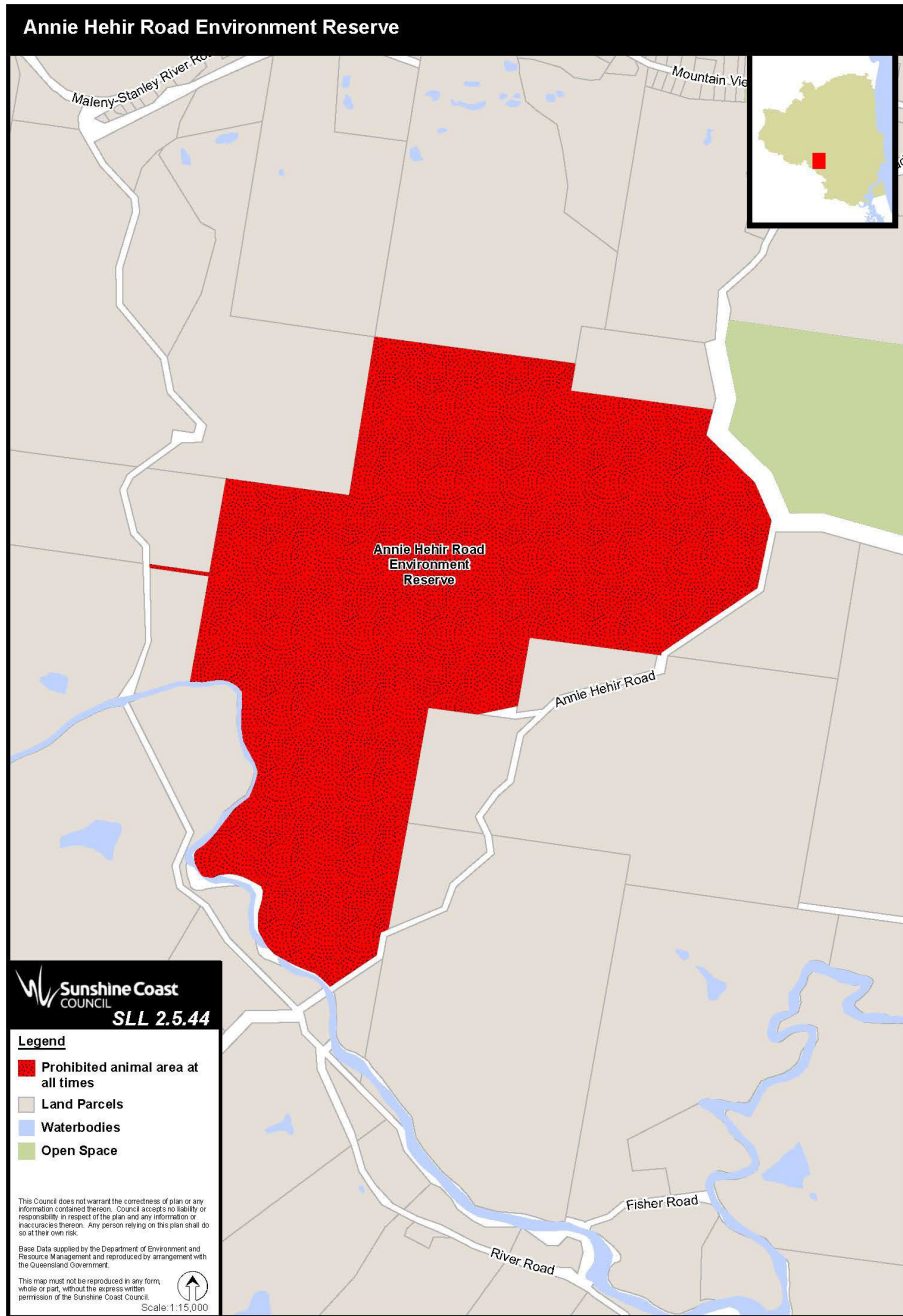 Annie Hehir Road Environment Reserve
Maleny-Stanley River
Mountain
Annie Hehir Road
Environment
Reserve
Annie Hehir Road
Sunshine Coast
COUNCIL
SLL 2.5.44
Legend
Prohibited animal area at
all times
Land Parcels
Waterbodies
Open Space
This Council does not warrant the correctness of plan or any
information contained thereon. Council accepts no liability or
responsibility in respect of the plan and any information or
inaccuracies thereon. Any person relying on this plan shall do
so at their own risk.
Base Data supplied by the Department of Environment and
Resource Management and reproduced by arrangement with
the Queensland Government.
This map must not be reproduced in any form,
whole or part, without the express written
permission of the Sunshine Coast Council.
Scale: 1:15,000
Fisher Road
River Road